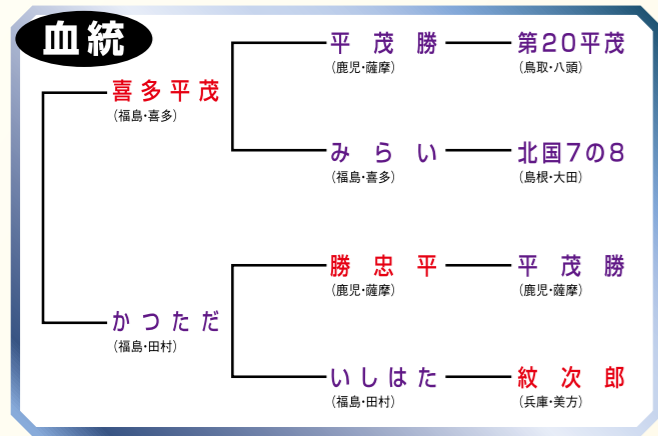 血統
平茂勝
(鹿児・薩摩)
第20平茂
(鳥取・八頭)
喜多平茂
(福島・喜多)
みらい
(福島・喜多)
北国7の8
(島根・大田)
勝忠平
(鹿児・薩摩)
平茂勝
(鹿児・薩摩)
かつただ
(福島・田村)
いしはた
(福島・田村)
紋次郎
(兵庫・美方)